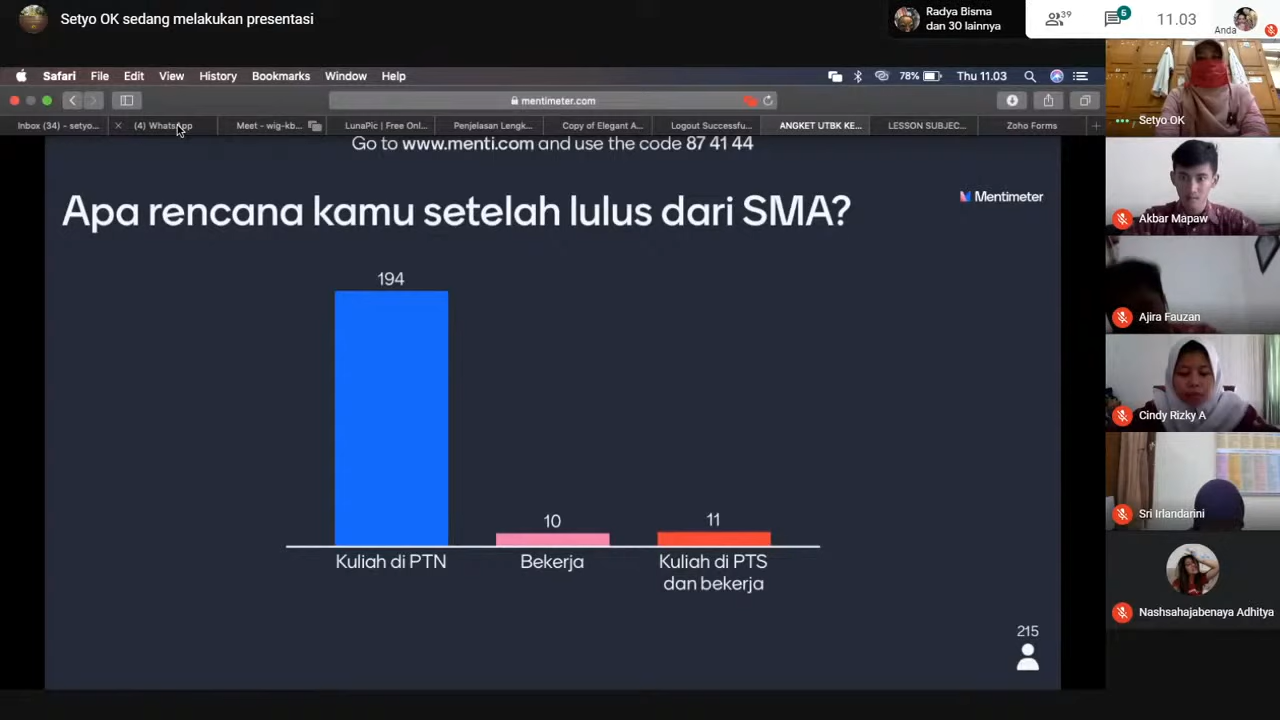 Setyo OK sedang melakukan presentasi
Radya Bisma
dan 30 lainnya
39
5
11.03
Anda
Safari File Edit View History Bookmarks Window Help
78% Thu 11.03
mentimeter.com
Inbox (34) – setyo...
(4) WhatsApp
Meet – wig-kb...
LunaPic | Free Onl...
Penjelasan Lengk...
Copy of Elegant A...
Logout Successfu...
ANGKET UTBK KE...
LESSON SUBJEC...
Zoho Forms
Go to www.menti.com and use the code 87 41 44
Apa rencana kamu setelah lulus dari SMA?
Mentimeter
194
10
11
Kuliah di PTN
Bekerja
Kuliah di PTS
dan bekerja
215
Setyo OK
Akbar Mapaw
Ajira Fauzan
Cindy Rizky A
Sri Irlandarini
Nashsahajabenaya Adhitya